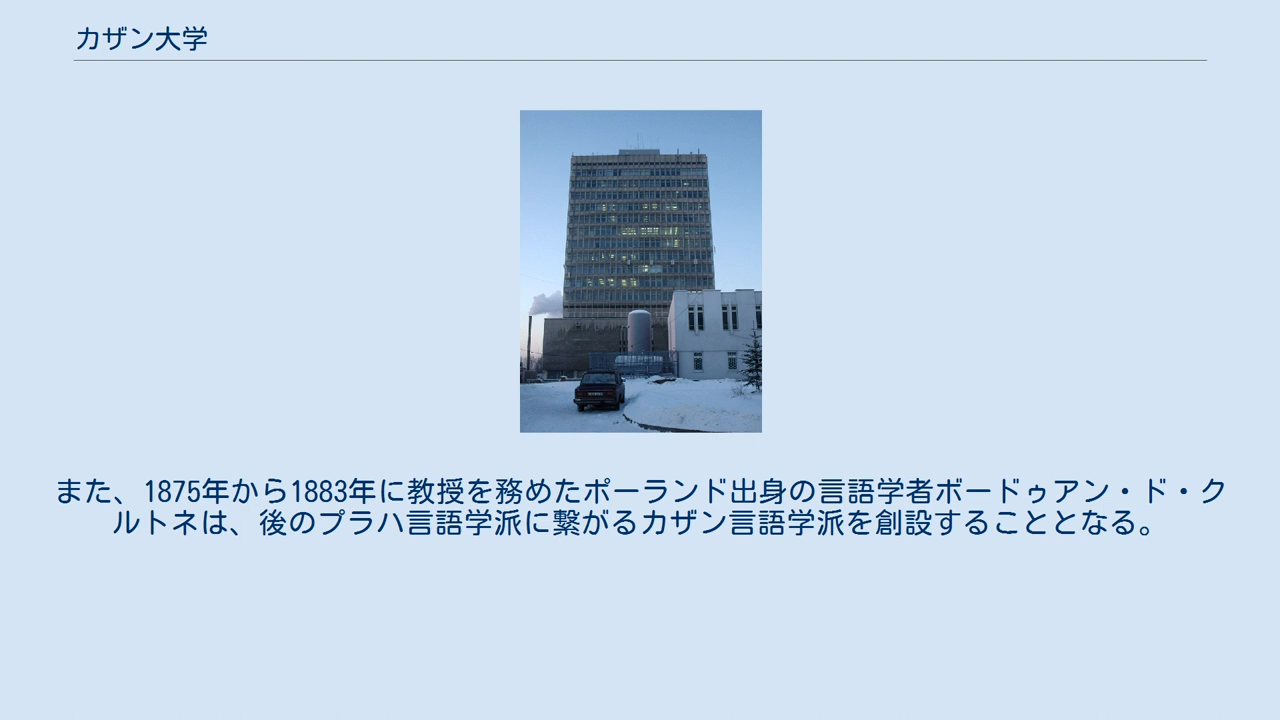 カザン大学
また、1875年から1883年に教授を務めたポーランド出身の言語学者ボードゥアン・ド・ク
ルトネは、後のプラハ言語学派に繋がるカザン言語学派を創設することとなる。